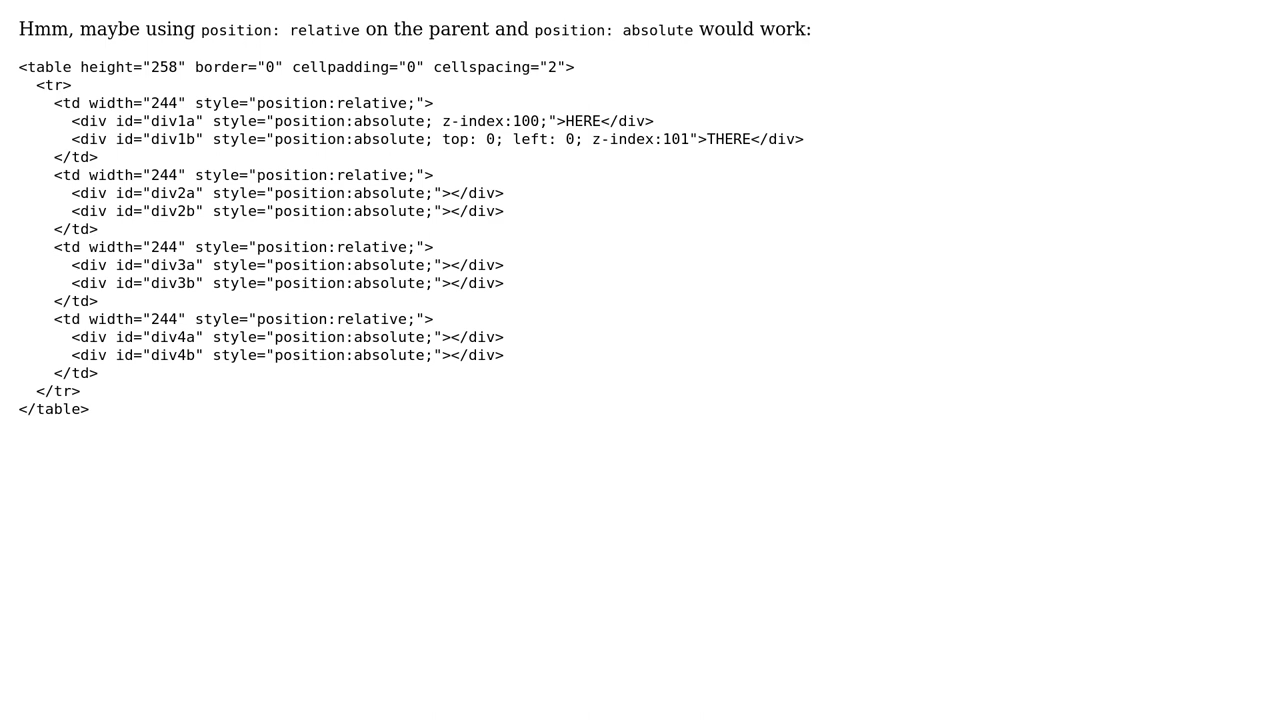 Hmm, maybe using position: relative on the parent and position: absolute would work:
<table height="258" border="0" cellpadding="0" cellspacing="2">
  <tr>
    <td width="244" style="position:relative;">
      <div id="div1a" style="position:absolute; z-index:100;">HERE</div>
      <div id="div1b" style="position:absolute; top: 0; left: 0; z-index:101">THERE</div>
    </td>
    <td width="244" style="position:relative;">
      <div id="div2a" style="position:absolute;"></div>
      <div id="div2b" style="position:absolute;"></div>
    </td>
    <td width="244" style="position:relative;">
      <div id="div3a" style="position:absolute;"></div>
      <div id="div3b" style="position:absolute;"></div>
    </td>
    <td width="244" style="position:relative;">
      <div id="div4a" style="position:absolute;"></div>
      <div id="div4b" style="position:absolute;"></div>
    </td>
  </tr>
</table>